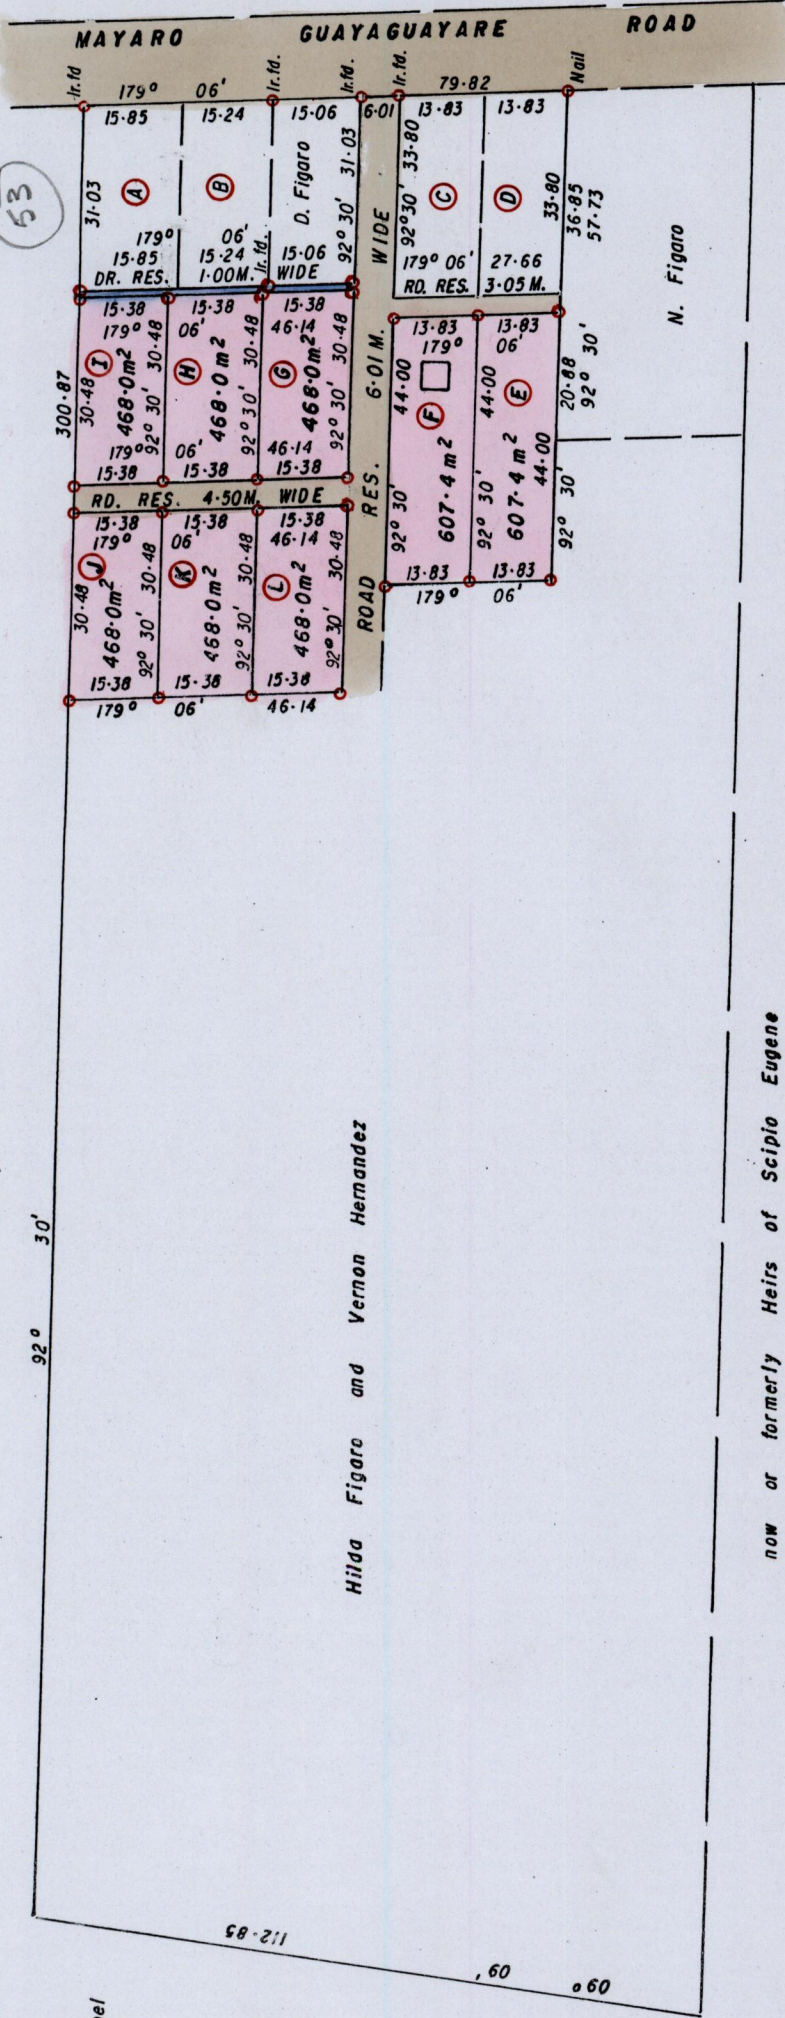 MAYARO GUAYAGUAYARE ROAD
Ir.fd
Ir.fd.
Ir.fd.
Ir.fd.
Nail
179° 06'
79.82
15.85 15.24 15.06 6.01 13.83 13.83
53
31.03
A
B
D. Figaro
92° 30' 31.03
92° 30' 33.80
C
D
33.80
36.85
57.73
N. Figaro
179° 06'
15.85 15.24 15.06
Ir.fd.
DR. RES. 1.00M. WIDE
179° 06' 27.66
RD. RES. 3.05 M.
ROAD RES. 6.01 M. WIDE
300.87
15.38 15.38 15.38
179° 06' 46.14
30.48
I
468.0m²
92° 30' 30.48
H
468.0m²
92° 30' 30.48
G
468.0m²
92° 30' 30.48
179° 06' 46.14
15.38 15.38 15.38
13.83 13.83
179° 06'
44.00
92° 30'
F
607.4m²
44.00
92° 30'
E
607.4m²
44.00
92° 30'
20.88
92° 30'
13.83 13.83
179° 06'
RD. RES. 4.50M. WIDE
15.38 15.38 15.38
179° 06' 46.14
30.48
J
468.0m²
92° 30' 30.48
K
468.0m²
92° 30' 30.48
L
468.0m²
92° 30' 30.48
15.38 15.38 15.38
179° 06' 46.14
92° 30'
Hilda Figaro and Vernon Hernandez
now or formerly Heirs of Scipio Eugene
112.85
09° 09'